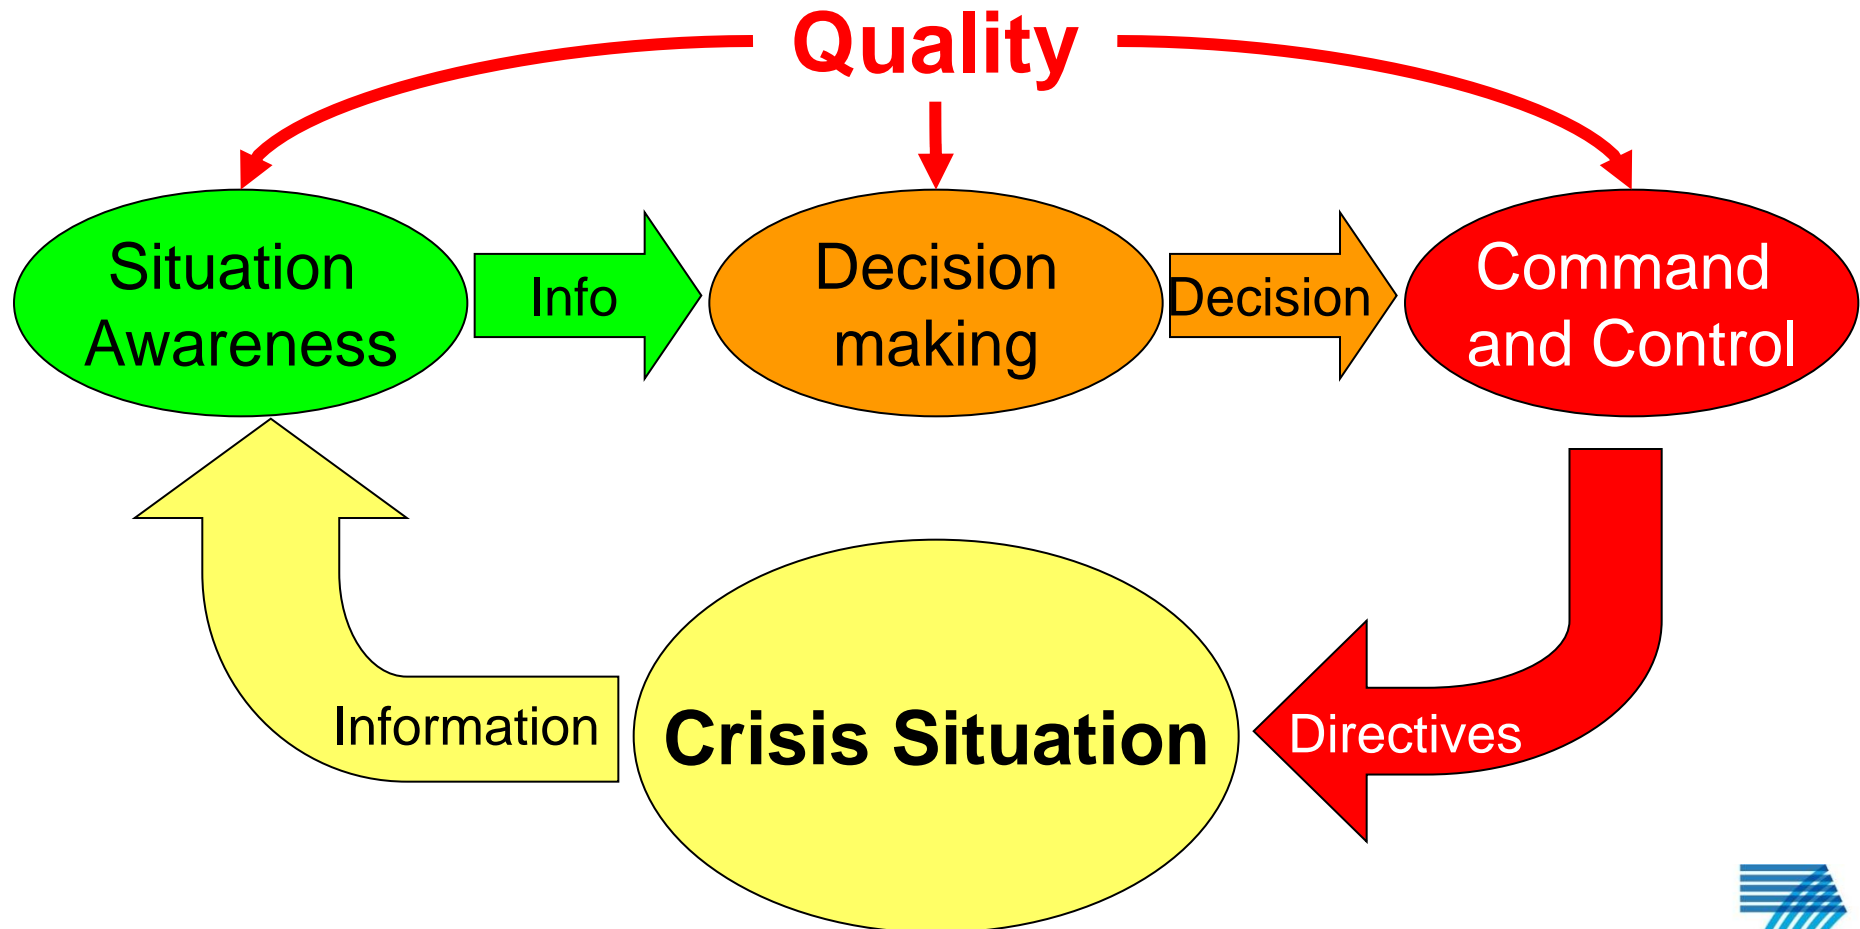 Quality
Situation
Awareness
Info
Decision
making
Decision
Command
and Control
Information
Crisis Situation
Directives